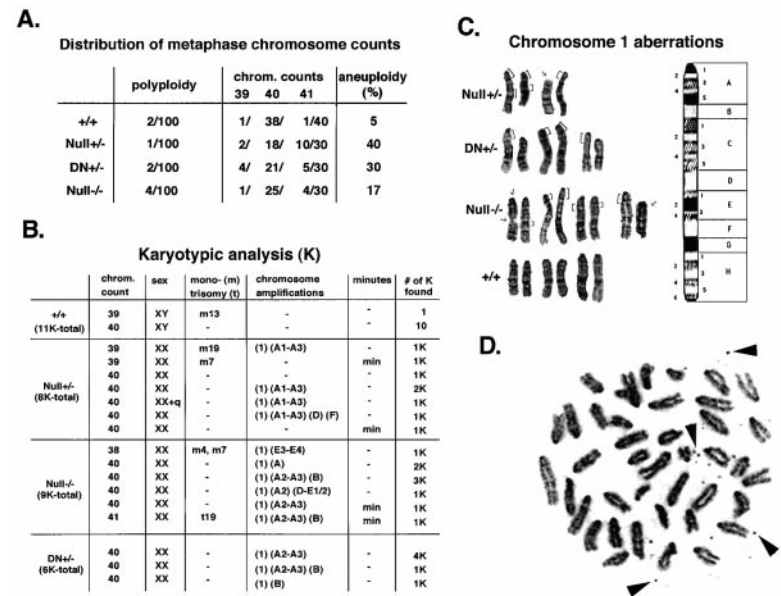 A.
Distribution of metaphase chromosome counts
polyploidy chrom. counts aneuploidy
39 40 41 (%)
+/+ 2/100 1/ 38/ 1/40 5
Null+/- 1/100 2/ 18/ 10/30 40
DN+/- 2/100 4/ 21/ 5/30 30
Null-/- 4/100 1/ 25/ 4/30 17
B.
Karyotypic analysis (K)
chrom. count sex mono- (m) trisomy (t) chromosome amplifications minutes # of K found
+/+ (11K-total)
39 XY m13 - - 1
40 XY - - - 10
Null+/- (8K-total)
39 XX m19 (1) (A1-A3) - 1K
39 XX m7 min 1K
40 XX - - - 1K
40 XX - (1) (A1-A3) - 2K
40 XX+q - (1) (A1-A3) - 1K
40 XX - (1) (A1-A3) (D) (F) - 1K
40 XX - min 1K
Null-/- (9K-total)
38 XX m4, m7 (1) (E3-E4) - 1K
40 XX - (1) (A) - 2K
40 XX - (1) (A2-A3) (B) - 3K
40 XX - (1) (A2) (D-E1/2) - 1K
40 XX - (1) (A2-A3) min 1K
41 XX t19 (1) (A2-A3) (B) min 1K
DN+/- (6K-total)
40 XX - (1) (A2-A3) - 4K
40 XX - (1) (A2-A3) (B) - 1K
40 XX - (1) (B) - 1K
C.
Chromosome 1 aberrations
Null+/-
DN+/-
Null-/-
+/+
A
B
C
D
E
F
G
H
D.